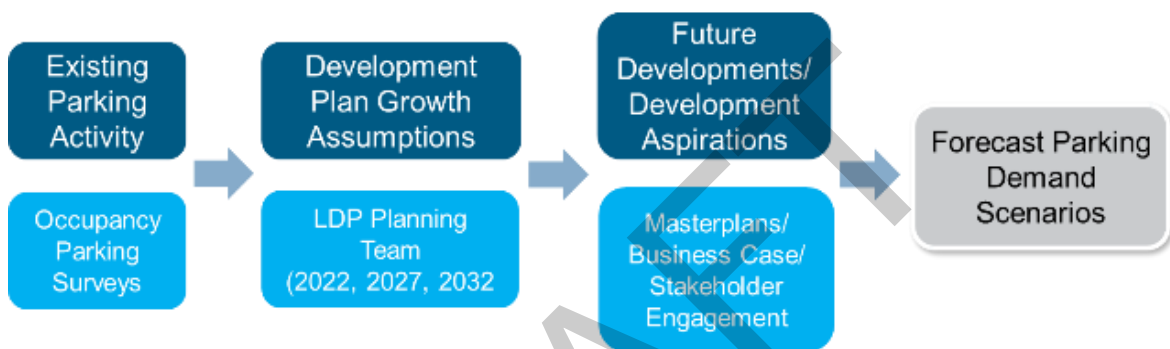 Existing
Parking
Activity
Occupancy
Parking
Surveys
Development
Plan Growth
Assumptions
LDP Planning
Team
(2022, 2027, 2032
Future
Developments/
Development
Aspirations
Masterplans/
Business Case/
Stakeholder
Engagement
Forecast Parking
Demand
Scenarios